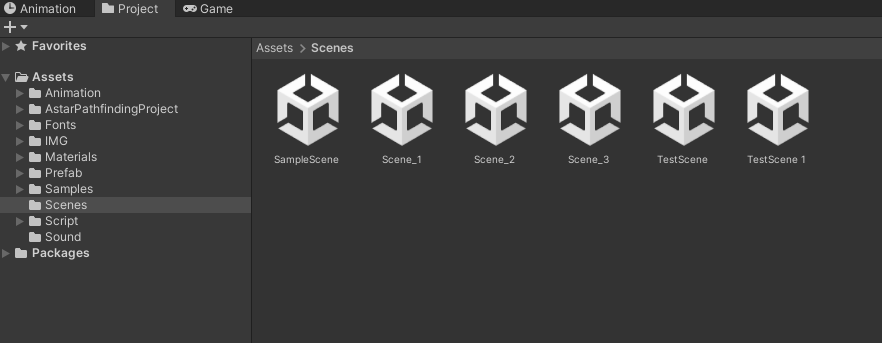 Animation Project Game
Favorites
Assets
Animation
AstarPathfindingProject
Fonts
IMG
Materials
Prefab
Samples
Scenes
Script
Sound
Packages
Assets > Scenes
SampleScene Scene_1 Scene_2 Scene_3 TestScene TestScene 1